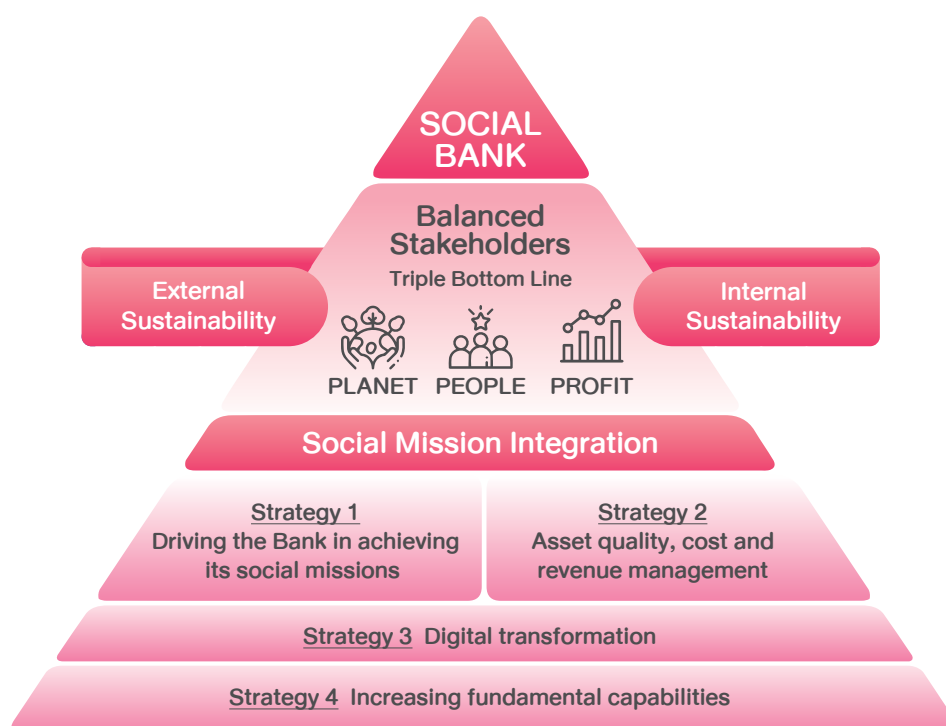 SOCIAL
BANK
Balanced
Stakeholders
Triple Bottom Line
External
Sustainability
Internal
Sustainability
PLANET
PEOPLE
PROFIT
Social Mission Integration
Strategy 1
Driving the Bank in achieving
its social missions
Strategy 2
Asset quality, cost and
revenue management
Strategy 3 Digital transformation
Strategy 4 Increasing fundamental capabilities